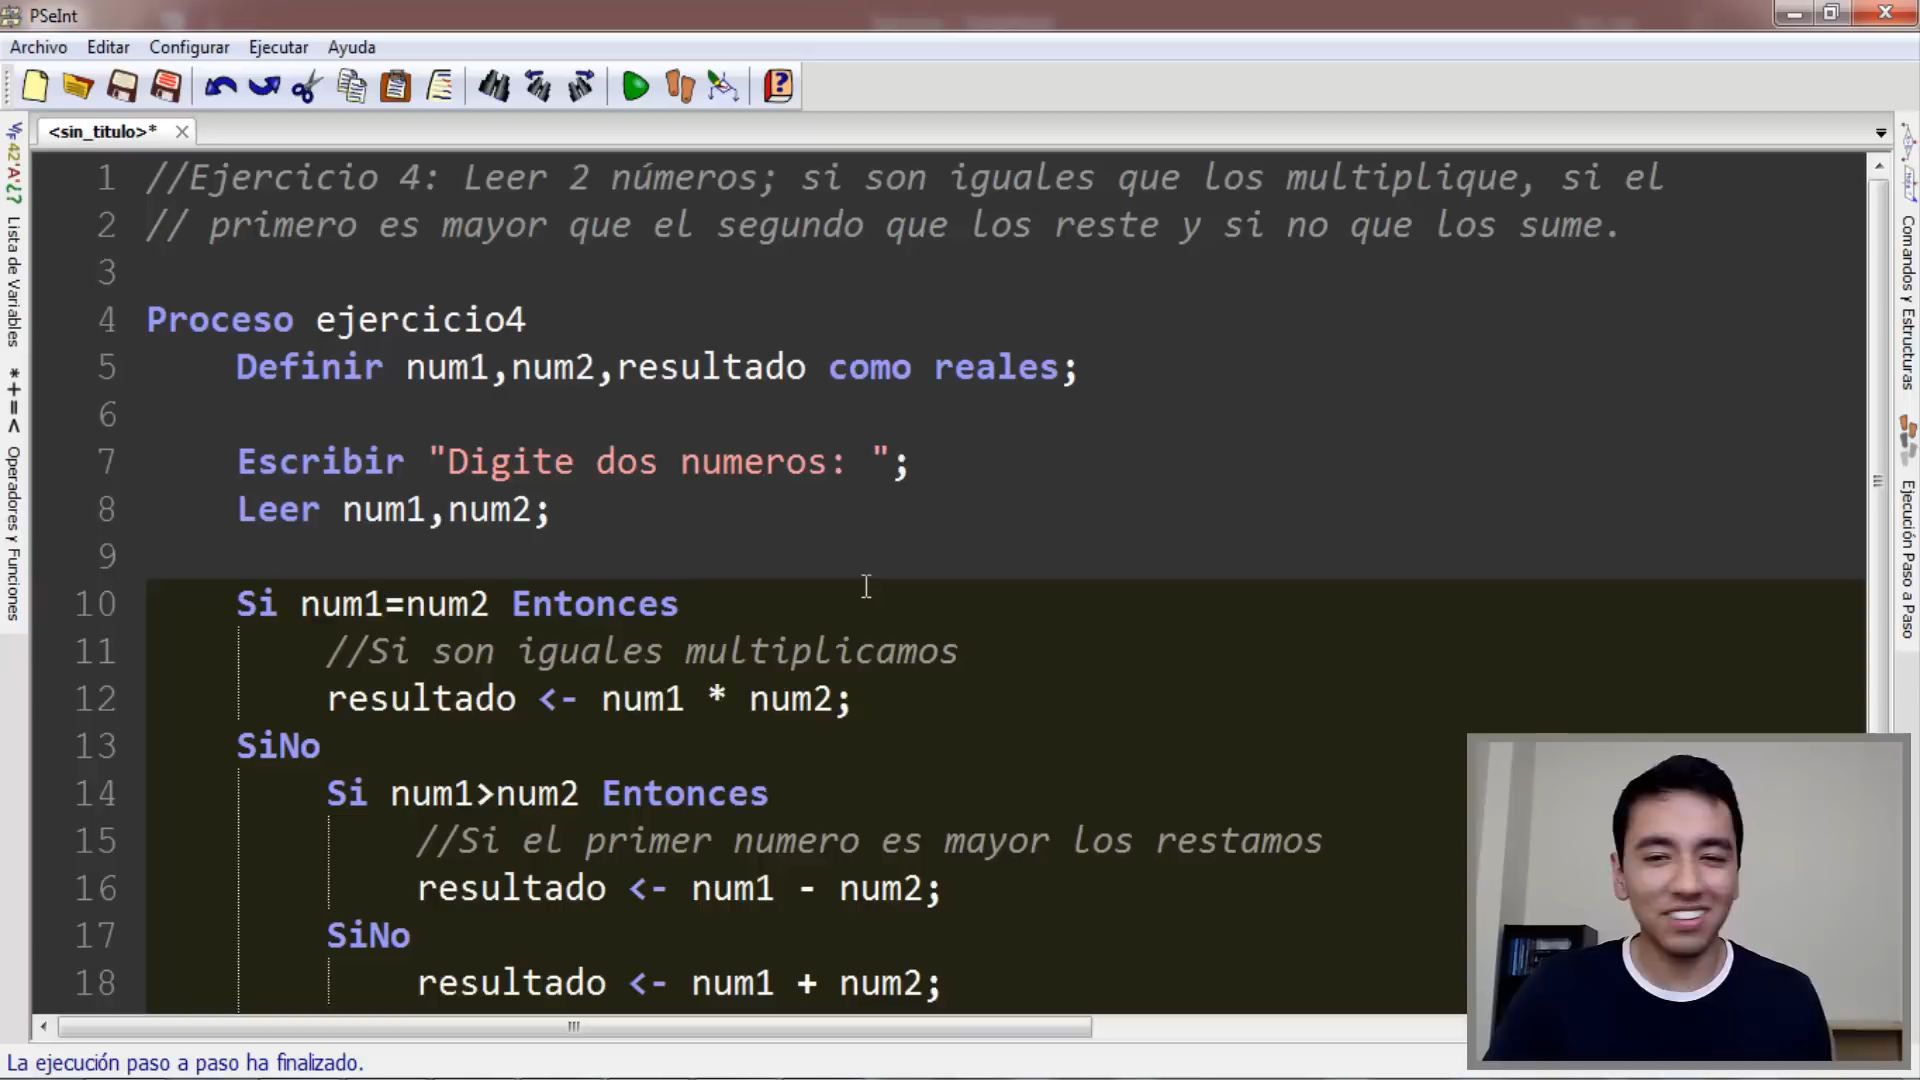 PSeInt
Archivo Editar Configurar Ejecutar Ayuda
<sin_titulo>*
1 //Ejercicio 4: Leer 2 números; si son iguales que los multiplique, si el
2 // primero es mayor que el segundo que los reste y si no que los sume.
3
4 Proceso ejercicio4
5 Definir num1,num2,resultado como reales;
6
7 Escribir "Digite dos numeros: ";
8 Leer num1,num2;
9
10 Si num1=num2 Entonces
11 //Si son iguales multiplicamos
12 resultado <- num1 * num2;
13 SiNo
14 Si num1>num2 Entonces
15 //Si el primer numero es mayor los restamos
16 resultado <- num1 - num2;
17 SiNo
18 resultado <- num1 + num2;
Lista de Variables
*+=<
Operadores y Funciones
Comandos y Estructuras
Ejecución Paso a Paso
La ejecución paso a paso ha finalizado.